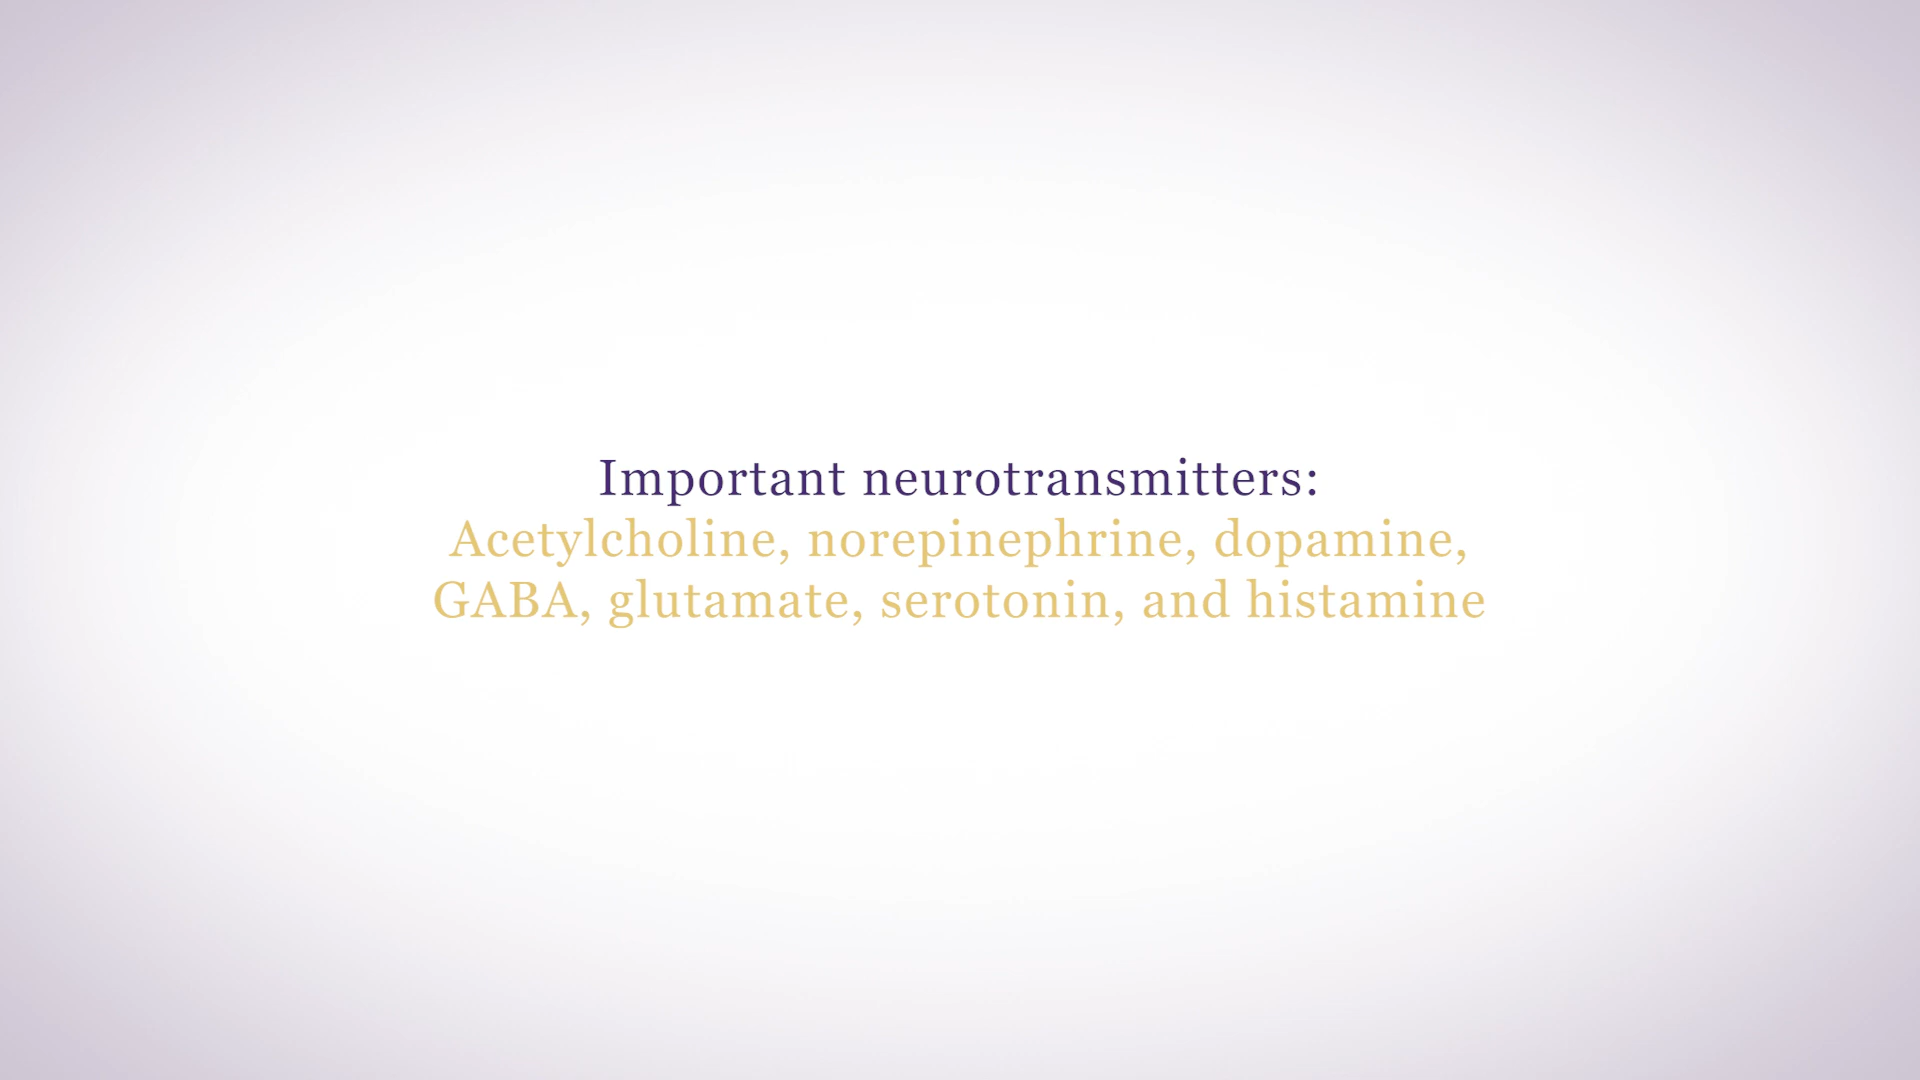 Important neurotransmitters:
Acetylcholine, norepinephrine, dopamine,
GABA, glutamate, serotonin, and histamine